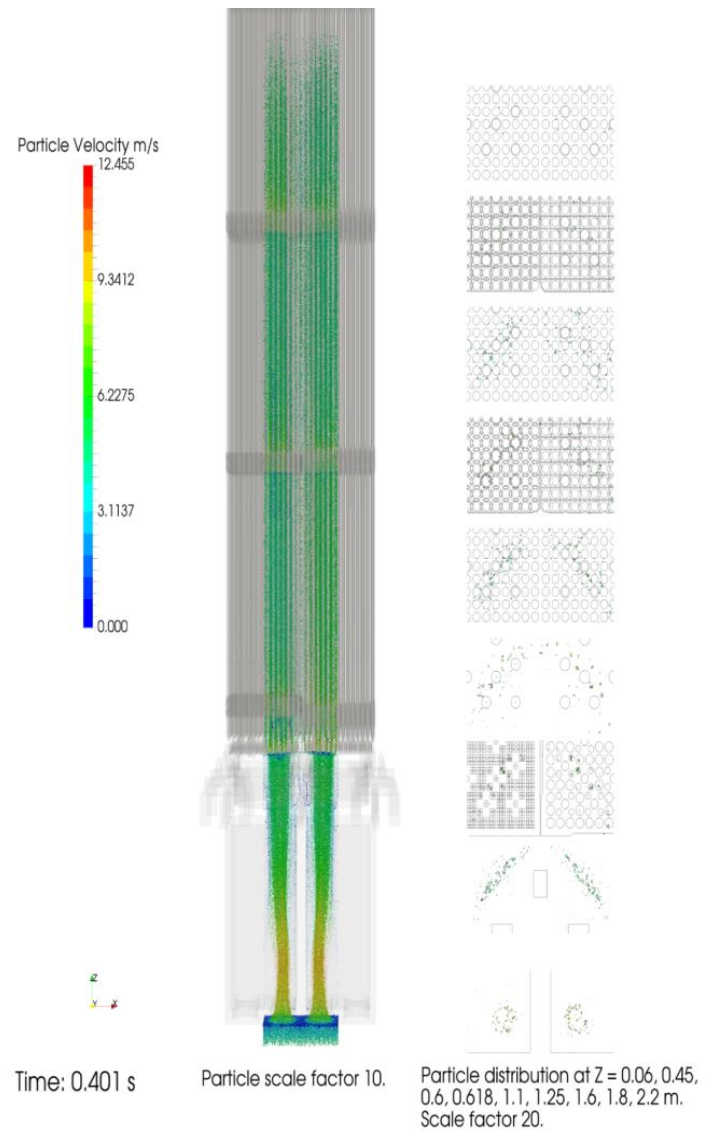 Particle Velocity m/s
12.455
9.3412
6.2275
3.1137
0.000
Z
Y
X
Time: 0.401 s
Particle scale factor 10.
Particle distribution at Z = 0.06, 0.45,
0.6, 0.618, 1.1, 1.25, 1.6, 1.8, 2.2 m.
Scale factor 20.